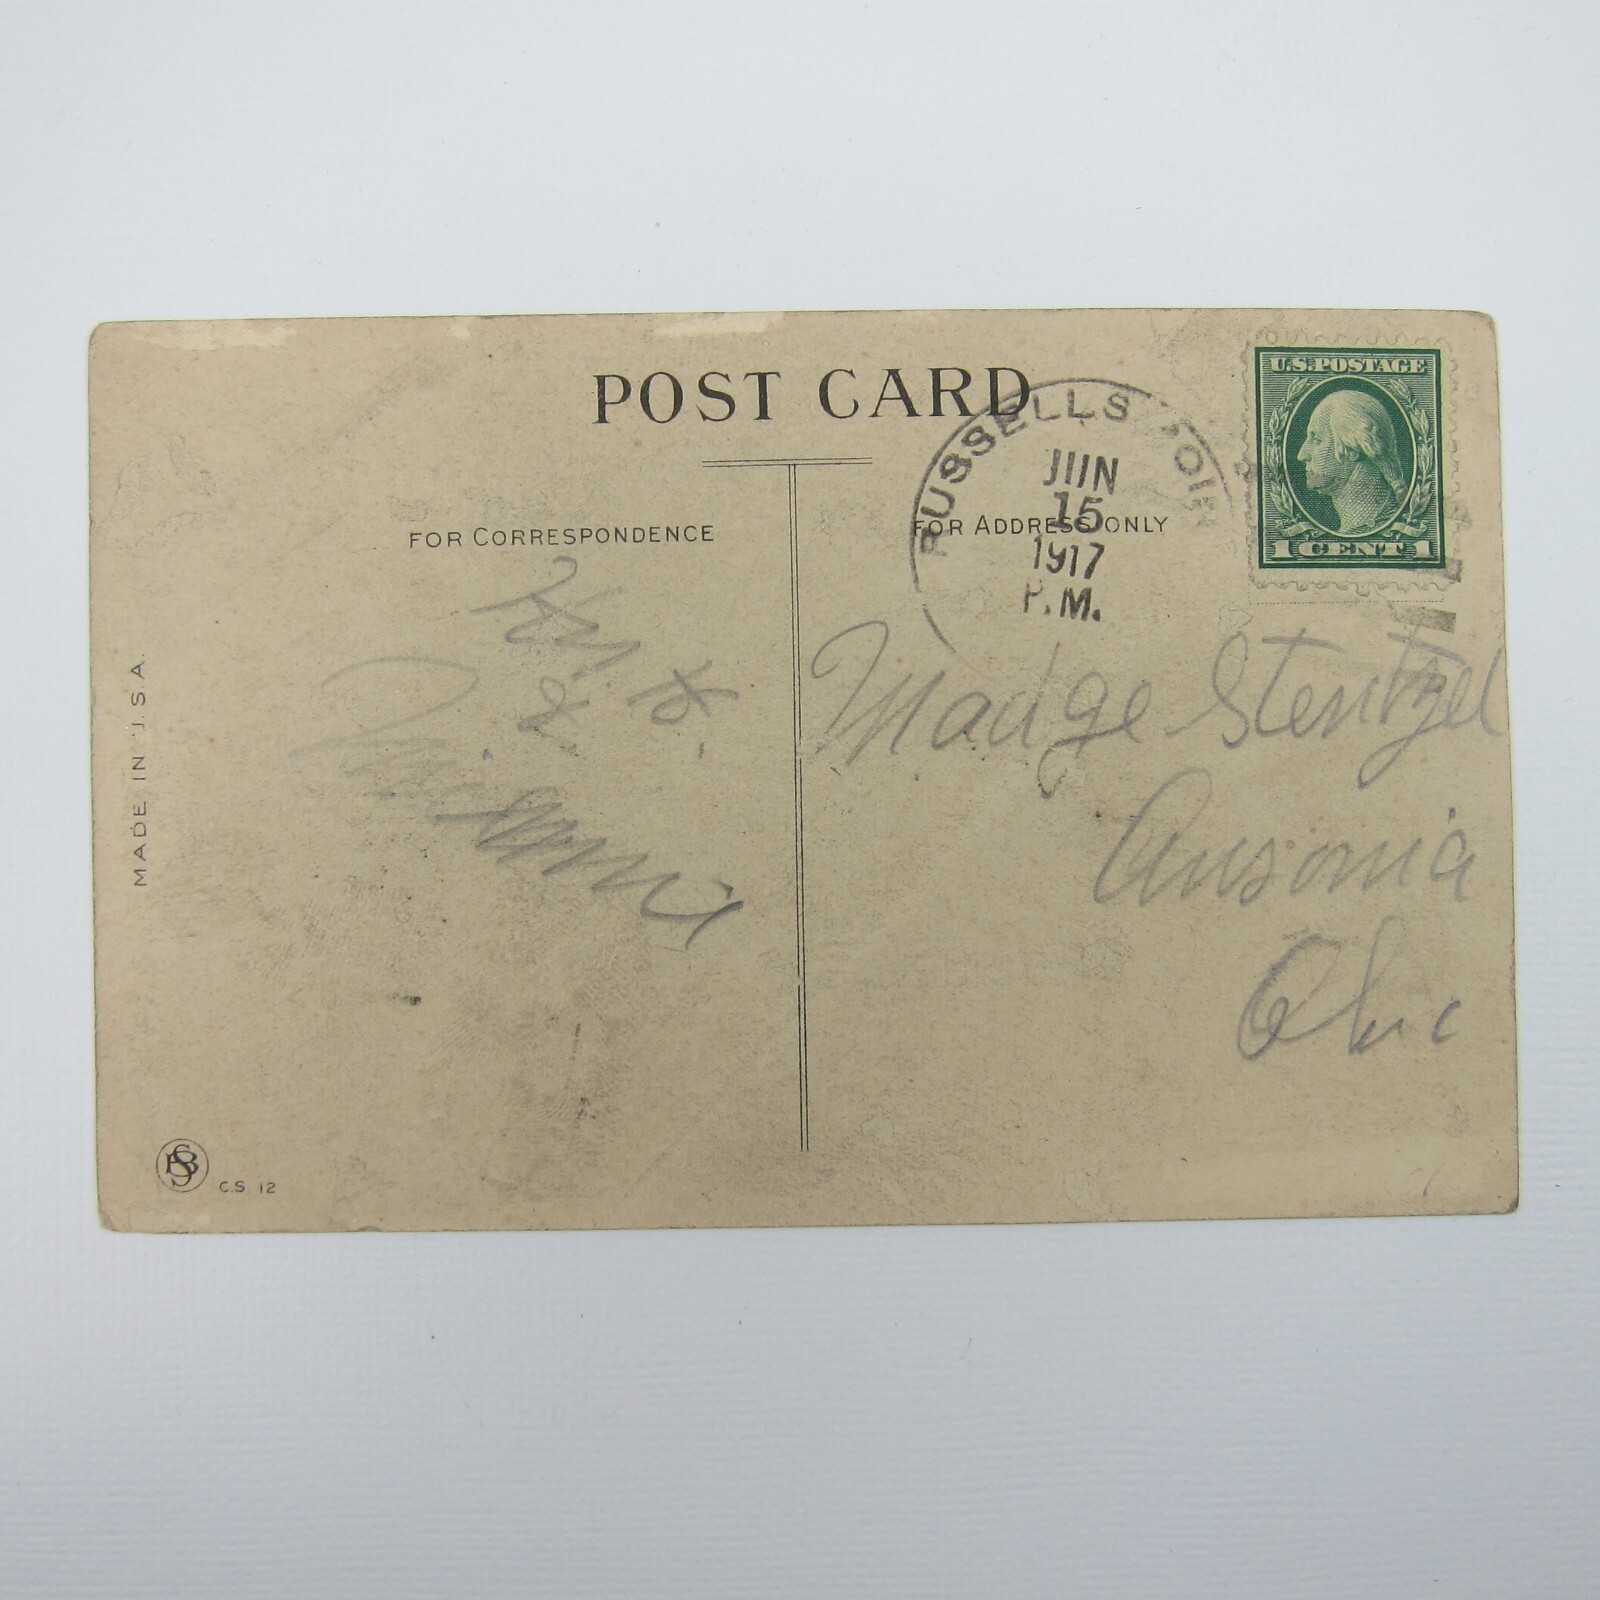 POST CARD
U.S. POSTAGE
1 CENT 1
RUSSELLS
JUN
15
1917
P.M.
FOR CORRESPONDENCE
FOR ADDRESS ONLY
Madge Stentzel
Ansonia
Ohio
MADE IN U.S.A.
C.S. 12